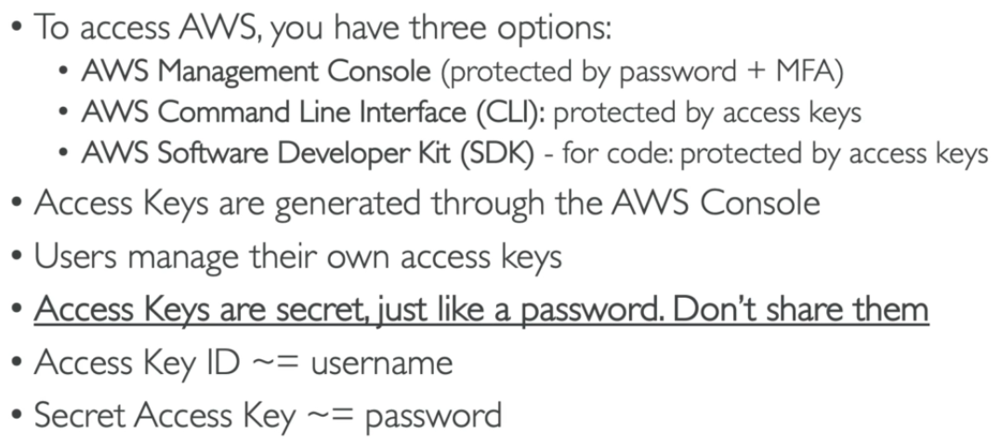 • To access AWS, you have three options:
• AWS Management Console (protected by password + MFA)
• AWS Command Line Interface (CLI): protected by access keys
• AWS Software Developer Kit (SDK) - for code: protected by access keys
• Access Keys are generated through the AWS Console
• Users manage their own access keys
• Access Keys are secret, just like a password. Don’t share them
• Access Key ID ~= username
• Secret Access Key ~= password